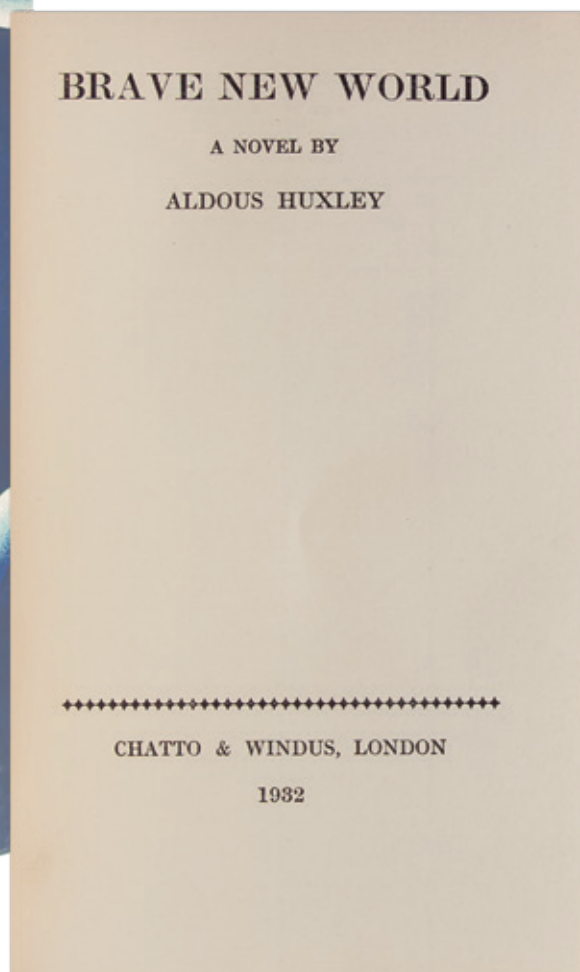 BRAVE NEW WORLD
A NOVEL BY
ALDOUS HUXLEY
CHATTO & WINDUS, LONDON
1932